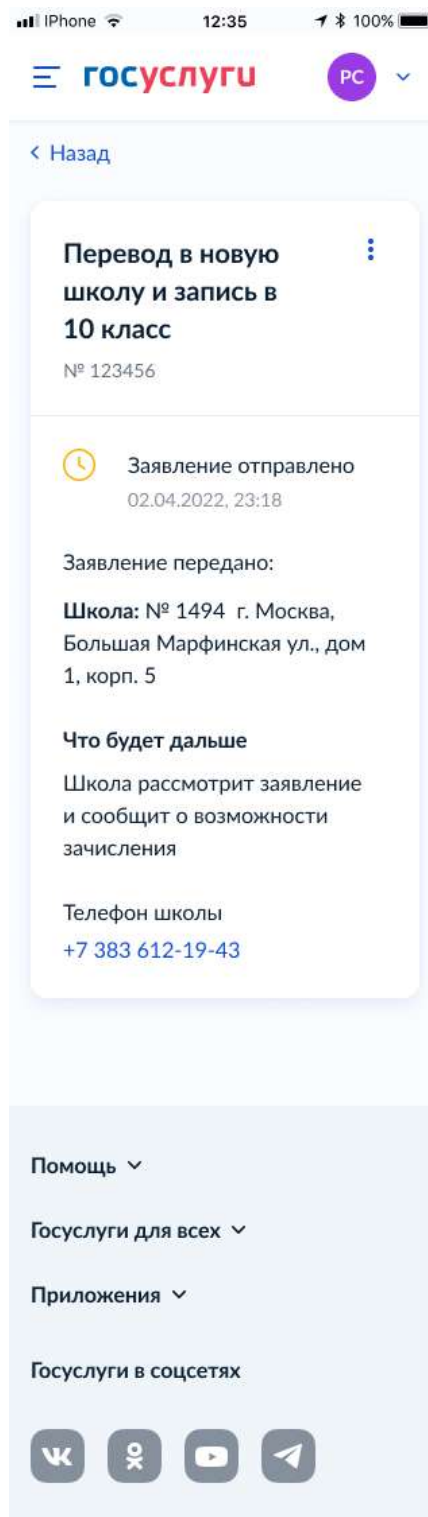 IPhone 12:35 100%
госуслуги РС
Назад
Перевод в новую
школу и запись в
10 класс
№ 123456
Заявление отправлено
02.04.2022, 23:18
Заявление передано:
Школа: № 1494 г. Москва,
Большая Марфинская ул., дом
1, корп. 5
Что будет дальше
Школа рассмотрит заявление
и сообщит о возможности
зачисления
Телефон школы
+7 383 612-19-43
Помощь
Госуслуги для всех
Приложения
Госуслуги в соцсетях